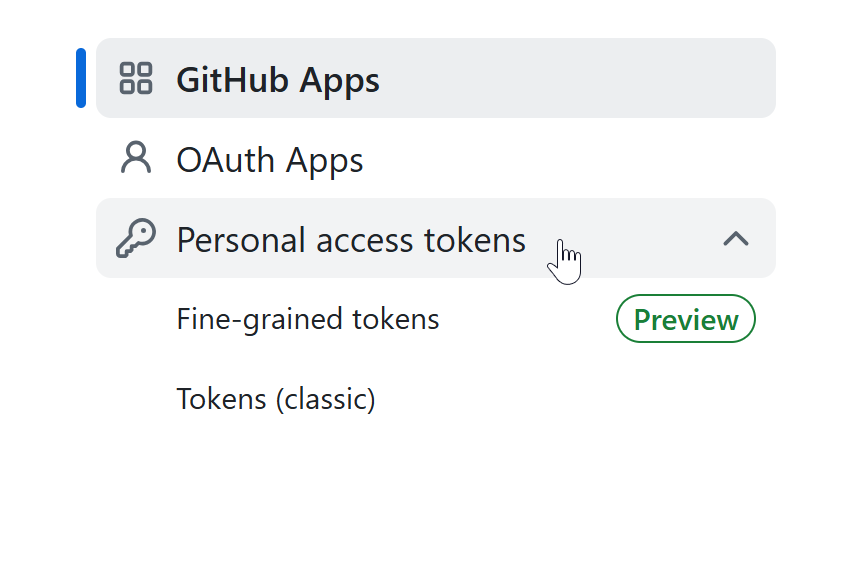 GitHub Apps
OAuth Apps
Personal access tokens
Fine-grained tokens Preview
Tokens (classic)